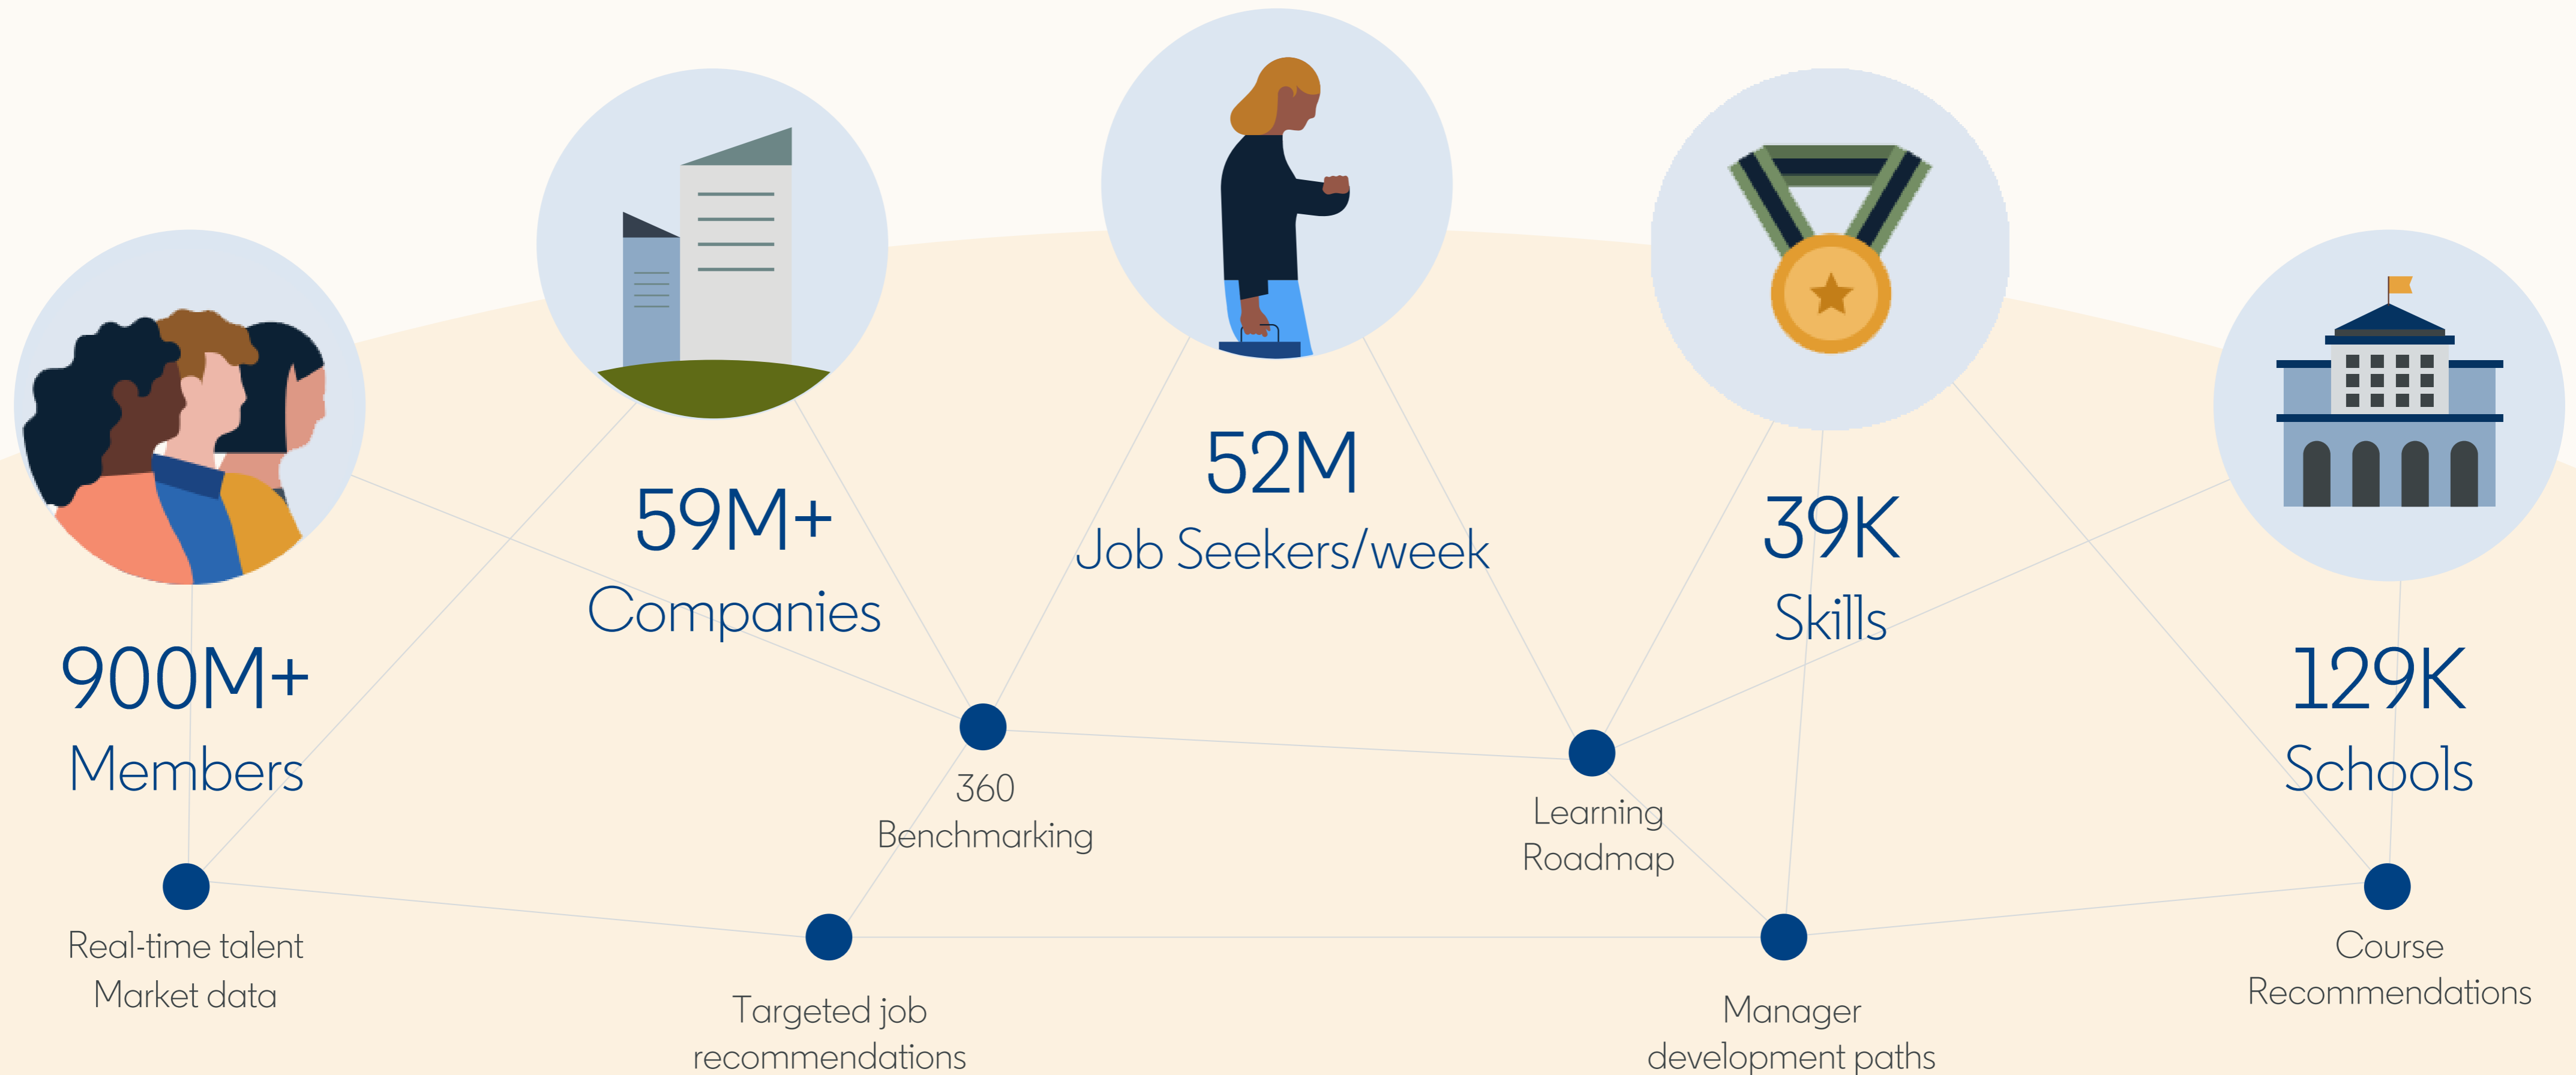 900M+
Members
59M+
Companies
52M
Job Seekers/week
39K
Skills
129K
Schools
Real-time talent
Market data
Targeted job
recommendations
360
Benchmarking
Learning
Roadmap
Manager
development paths
Course
Recommendations